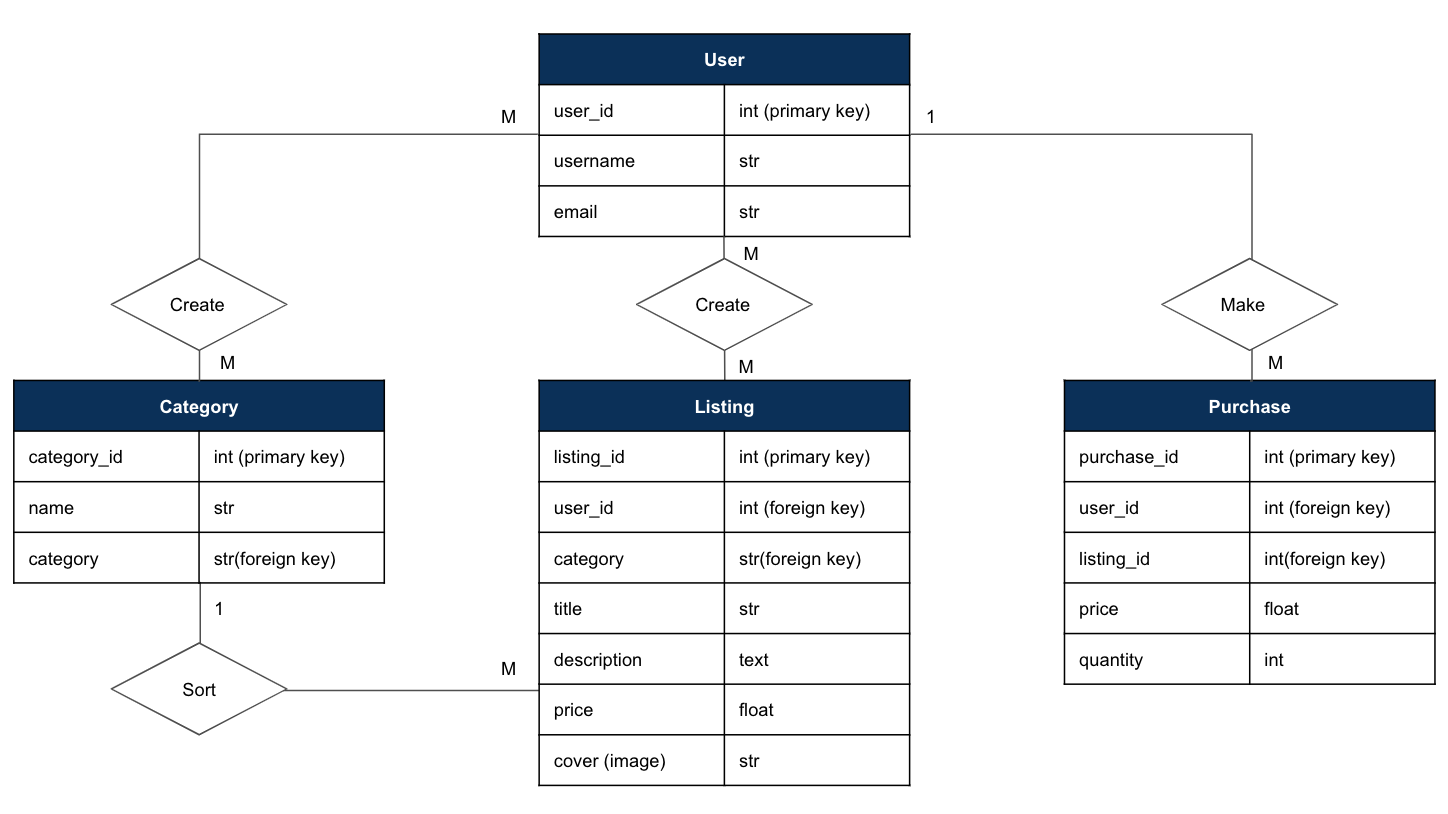 User
M
user_id int (primary key)
1
username str
email str
M
Create
Create
Make
M
M
M
Category
Listing
Purchase
category_id int (primary key)
listing_id int (primary key)
purchase_id int (primary key)
name str
user_id int (foreign key)
user_id int (foreign key)
category str(foreign key)
category str(foreign key)
listing_id int(foreign key)
1
title str
price float
M
description text
quantity int
Sort
price float
cover (image) str